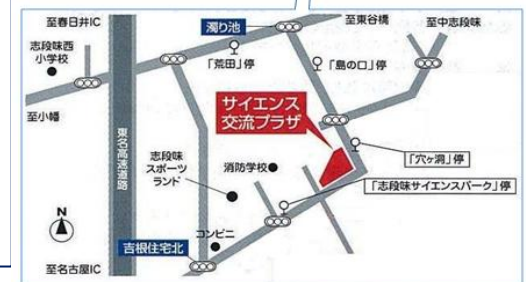 至春日井IC
濁り池
至東谷橋
至中志段味
志段味西
小学校
「荒田」停
「島の口」停
至小幡
サイエンス
交流プラザ
東名高速道路
志段味
スポーツ
ランド
消防学校
「穴ヶ洞」停
「志段味サイエンスパーク」停
N
コンビニ
吉根住宅北
至名古屋IC